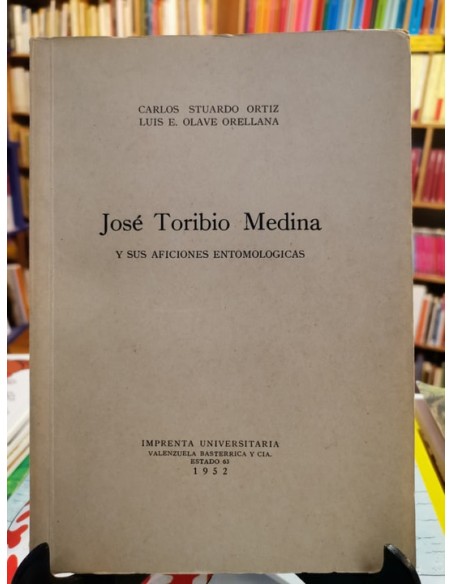 CARLOS STUARDO ORTIZ
LUIS E. OLAVE ORELLANA
José Toribio Medina
Y SUS AFICIONES ENTOMOLOGICAS
IMPRENTA UNIVERSITARIA
VALENZUELA BASTERRICA Y CIA.
ESTADO 63
1952